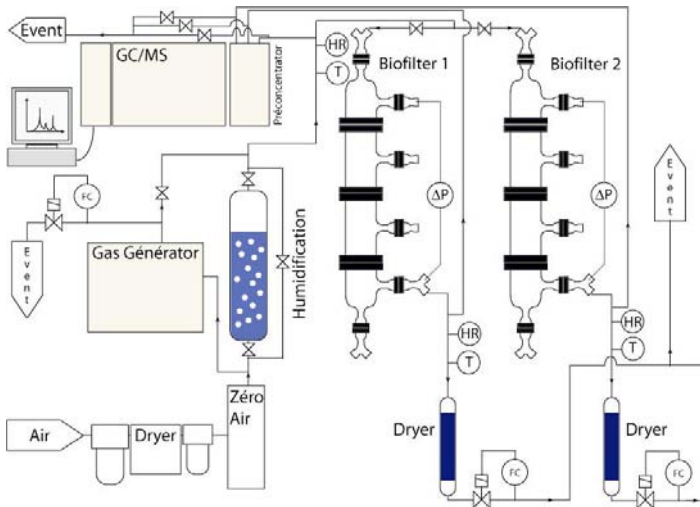 Event
GC/MS
Préconcentrator
HR
T
Biofilter 1
Biofilter 2
ΔP
ΔP
FC
Event
Gas Générator
Humidification
Event
HR
T
HR
T
Air
Dryer
Zéro
Air
Dryer
Dryer
FC
FC